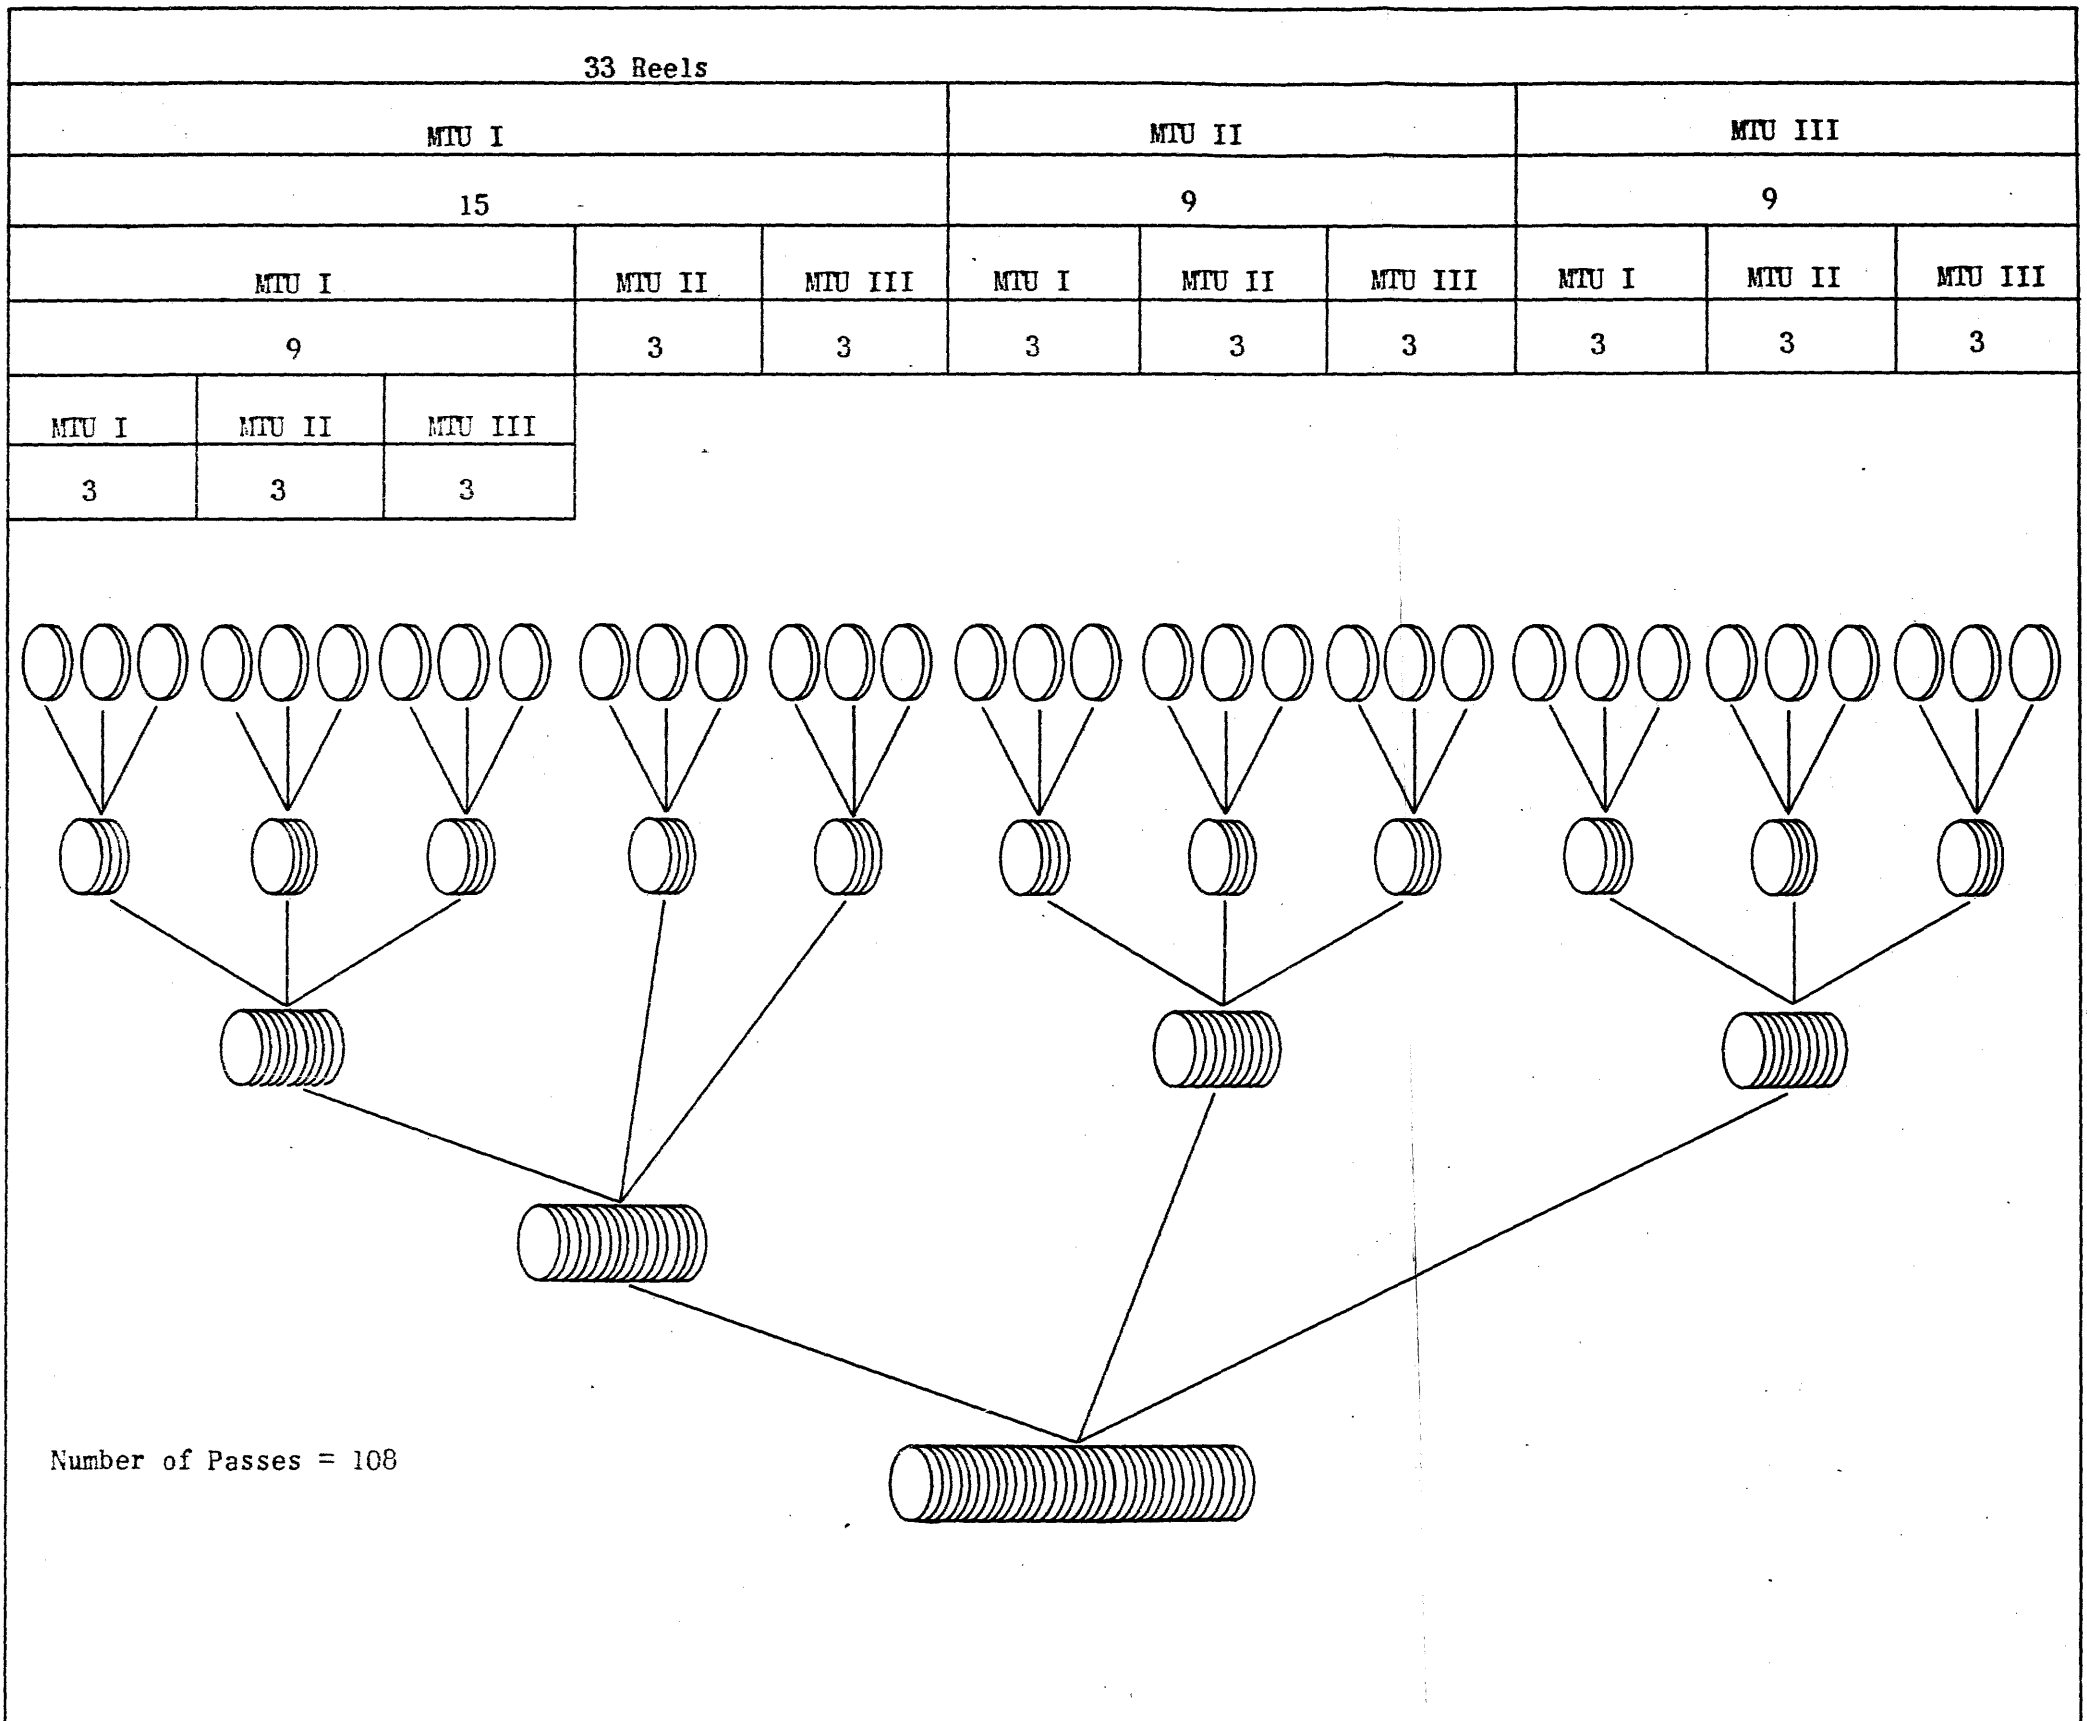 33 Reels
MTU I MTU II MTU III
15 9 9
MTU I MTU II MTU III MTU I MTU II MTU III MTU I MTU II MTU III
9 3 3 3 3 3 3 3 3
MTU I MTU II MTU III
3 3 3
Number of Passes = 108